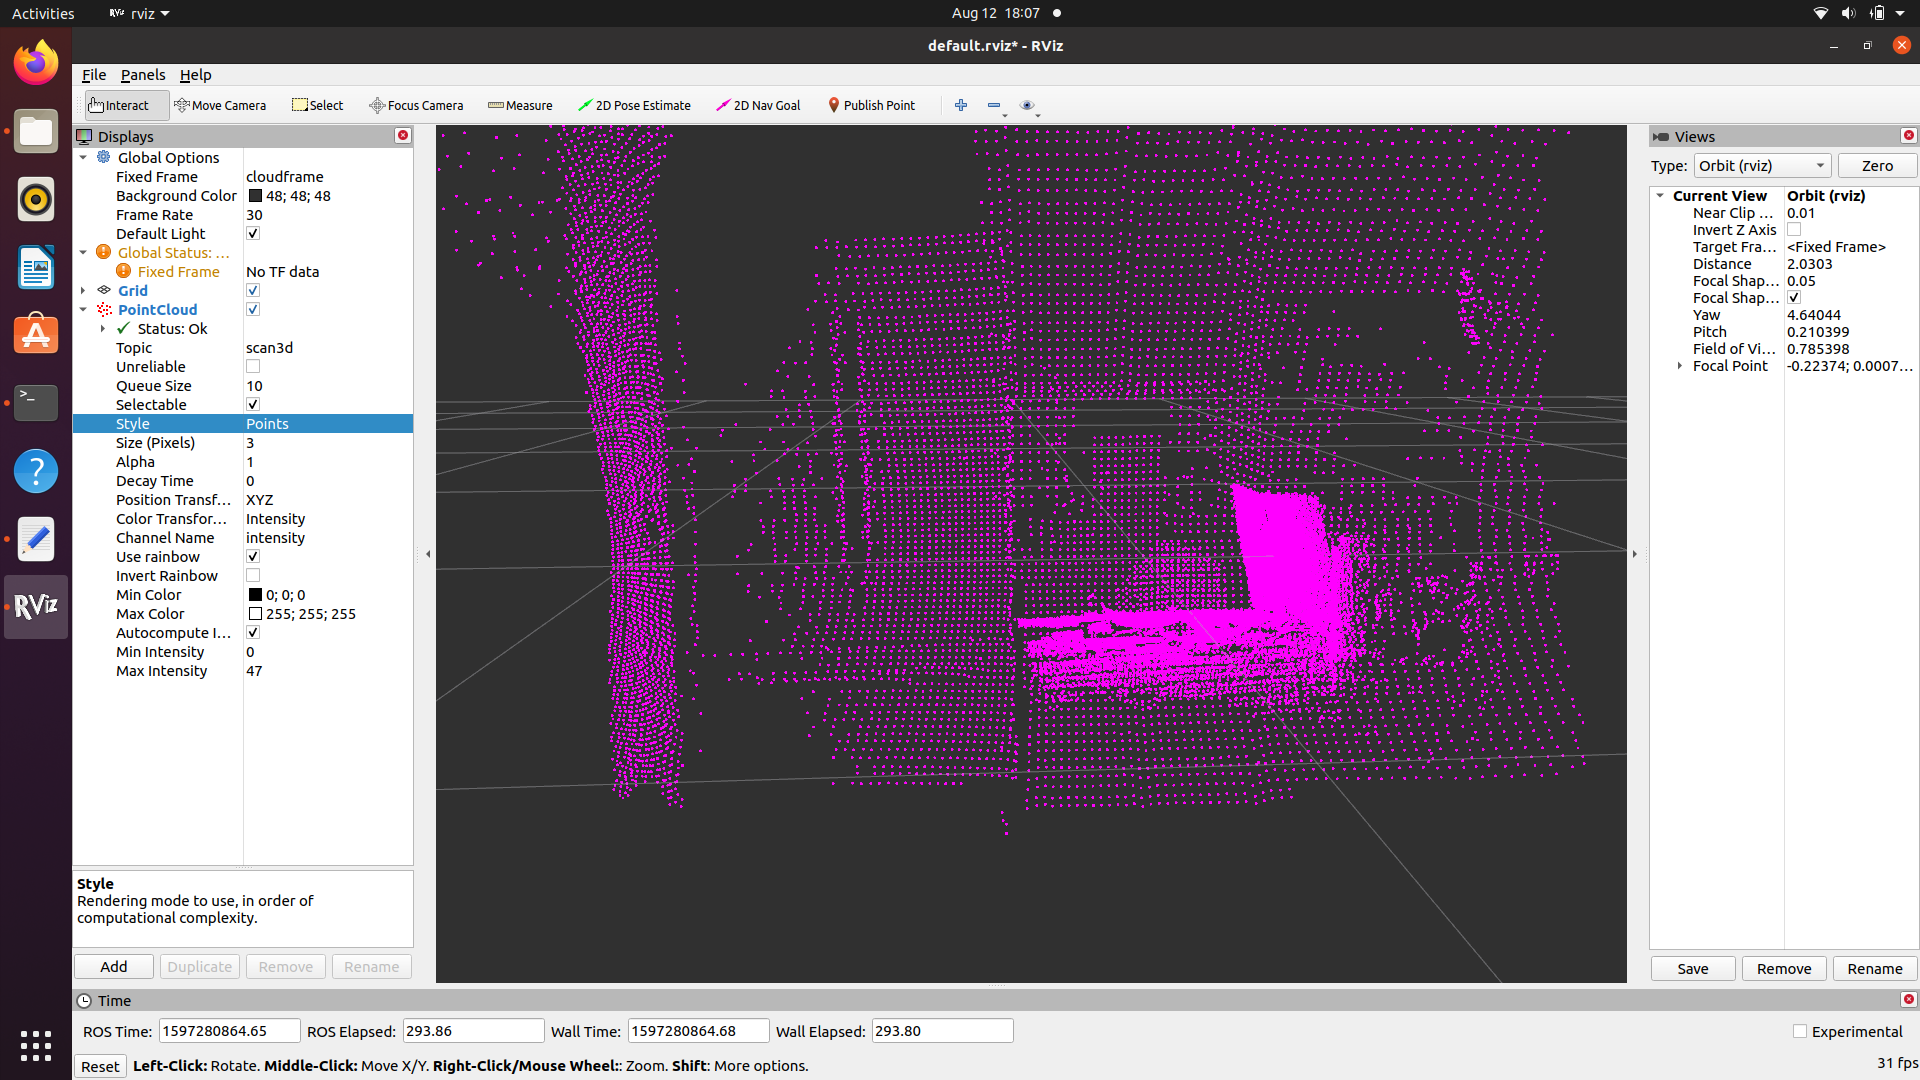 Activities RViz rviz Aug 12 18:07
default.rviz* - RViz
File Panels Help
Interact Move Camera Select Focus Camera Measure 2D Pose Estimate 2D Nav Goal Publish Point
Displays
Global Options
Fixed Frame cloudframe
Background Color 48; 48; 48
Frame Rate 30
Default Light
Global Status: ...
Fixed Frame No TF data
Grid
PointCloud
Status: Ok
Topic scan3d
Unreliable
Queue Size 10
Selectable
Style Points
Size (Pixels) 3
Alpha 1
Decay Time 0
Position Transf... XYZ
Color Transfor... Intensity
Channel Name intensity
Use rainbow
Invert Rainbow
Min Color 0; 0; 0
Max Color 255; 255; 255
Autocompute I...
Min Intensity 0
Max Intensity 47
Style
Rendering mode to use, in order of
computational complexity.
Add Duplicate Remove Rename
Views
Type: Orbit (rviz) Zero
Current View Orbit (rviz)
Near Clip ... 0.01
Invert Z Axis
Target Fra... <Fixed Frame>
Distance 2.0303
Focal Shap... 0.05
Focal Shap...
Yaw 4.64044
Pitch 0.210399
Field of Vi... 0.785398
Focal Point -0.22374; 0.0007...
Save Remove Rename
RViz
Time
ROS Time: 1597280864.65 ROS Elapsed: 293.86 Wall Time: 1597280864.68 Wall Elapsed: 293.80 Experimental
Reset Left-Click: Rotate. Middle-Click: Move X/Y. Right-Click/Mouse Wheel:: Zoom. Shift: More options. 31 fps